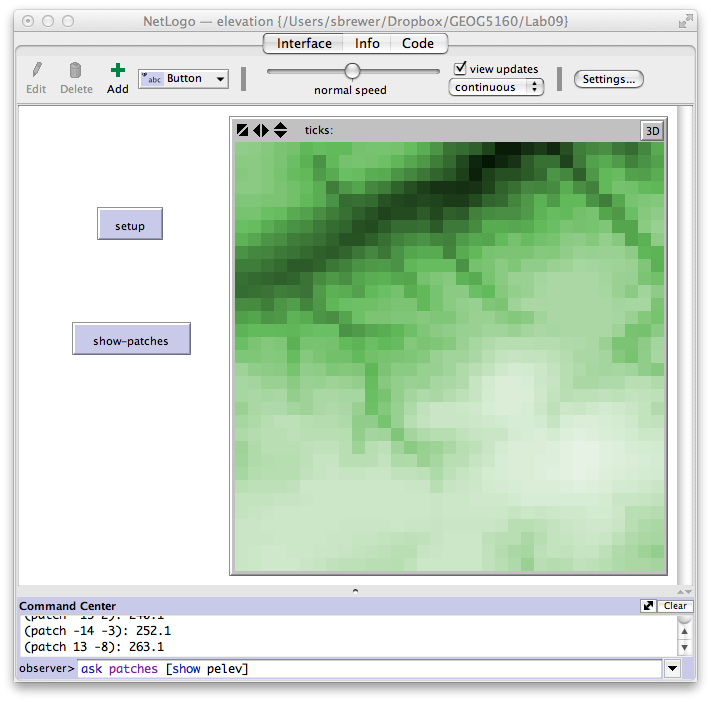 NetLogo — elevation {/Users/sbrewer/Dropbox/GEOG5160/Lab09}
Interface Info Code
Edit Delete Add abc Button normal speed view updates continuous Settings...
ticks: 3D
setup
show-patches
Command Center Clear
(patch -14 -3): 252.1
(patch 13 -8): 263.1
observer> ask patches [show pelev]